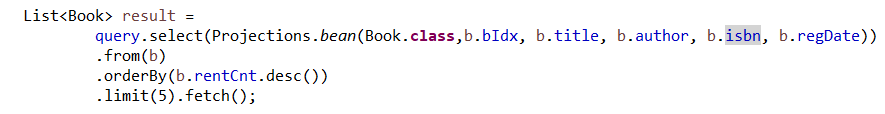 List<Book> result =
query.select(Projections.bean(Book.class,b.bIdx, b.title, b.author, b.isbn, b.regDate))
.from(b)
.orderBy(b.rentCnt.desc())
.limit(5).fetch();